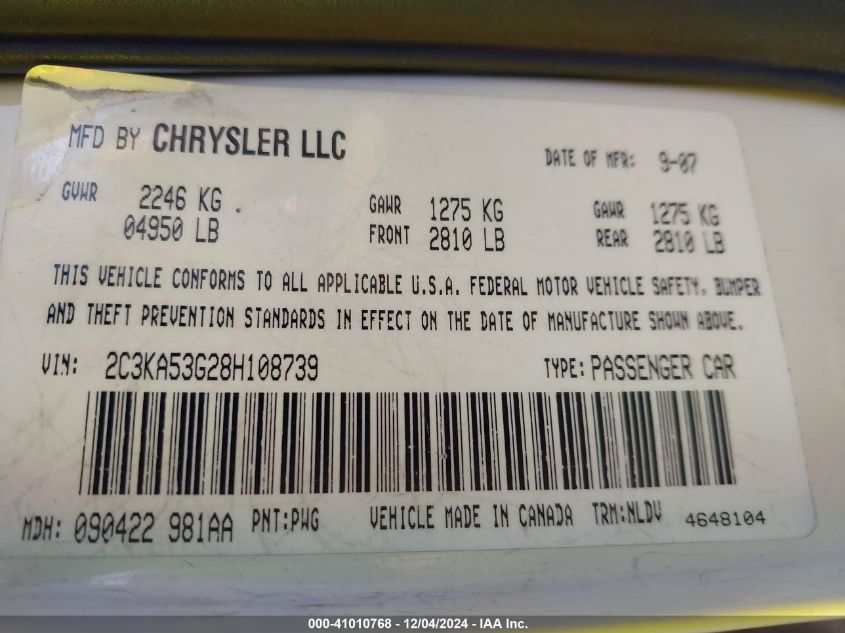 MFD BY CHRYSLER LLC DATE OF MFR: 9-07
GVWR 2246 KG GAWR 1275 KG GAWR 1275 KG
04950 LB FRONT 2810 LB REAR 2810 LB
THIS VEHICLE CONFORMS TO ALL APPLICABLE U.S.A. FEDERAL MOTOR VEHICLE SAFETY, BUMPER
AND THEFT PREVENTION STANDARDS IN EFFECT ON THE DATE OF MANUFACTURE SHOWN ABOVE.
VIN: 2C3KA53G28H108739 TYPE: PASSENGER CAR
MDH: 090422 981AA PNT:PWG VEHICLE MADE IN CANADA TRM:NLDV 4648104
000-41010768 - 12/04/2024 - IAA Inc.